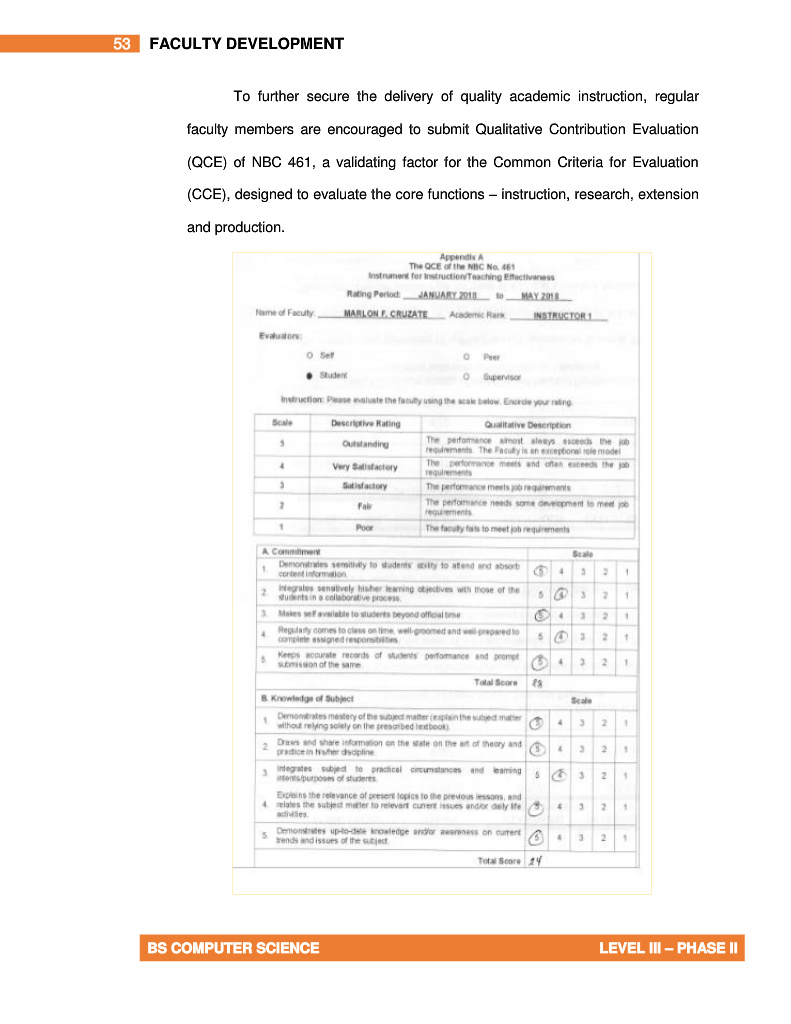 53 FACULTY DEVELOPMENT
To further secure the delivery of quality academic instruction, regular
faculty members are encouraged to submit Qualitative Contribution Evaluation
(QCE) of NBC 461, a validating factor for the Common Criteria for Evaluation
(CCE), designed to evaluate the core functions – instruction, research, extension
and production.
Appendix A
The QCE of the NBC No. 461
Instrument for Instruction/Teaching Effectiveness
Rating Period: JANUARY 2018 to MAY 2018
Name of Faculty: MARLON F. CRUZATE Academic Rank: INSTRUCTOR 1
Evaluators:
Self Peer
Student Supervisor
Instruction: Please evaluate the faculty using the scale below. Encircle your rating.
Scale Descriptive Rating Qualitative Description
5 Outstanding The performance almost always exceeds the job
requirements. The Faculty is an exceptional role model
4 Very Satisfactory The performance meets and often exceeds the job
requirements
3 Satisfactory The performance meets job requirements
2 Fair The performance needs some development to meet job
requirements
1 Poor The faculty fails to meet job requirements
A. Commitment Scale
1. Demonstrates sensitivity to students' ability to attend and absorb
content information. 5 4 3 2 1
2. Integrates sensitively his/her learning objectives with those of the
students in a collaborative process. 5 4 3 2 1
3. Makes self available to students beyond official time 5 4 3 2 1
4. Regularly comes to class on time, well-groomed and well-prepared to
complete assigned responsibilities. 5 4 3 2 1
5. Keeps accurate records of students' performance and prompt
submission of the same. 5 4 3 2 1
Total Score
B. Knowledge of Subject Scale
1. Demonstrates mastery of the subject matter (explain the subject matter
without relying solely on the prescribed textbook). 5 4 3 2 1
2. Draws and share information on the state on the art of theory and
practice in his/her discipline. 5 4 3 2 1
3. Integrates subject to practical circumstances and learning
intents/purposes of students. 5 4 3 2 1
Explains the relevance of present topics to the previous lessons, and
4. relates the subject matter to relevant current issues and/or daily life
activities. 5 4 3 2 1
5. Demonstrates up-to-date knowledge and/or awareness on current
trends and issues of the subject. 5 4 3 2 1
Total Score 24
BS COMPUTER SCIENCE LEVEL III – PHASE II